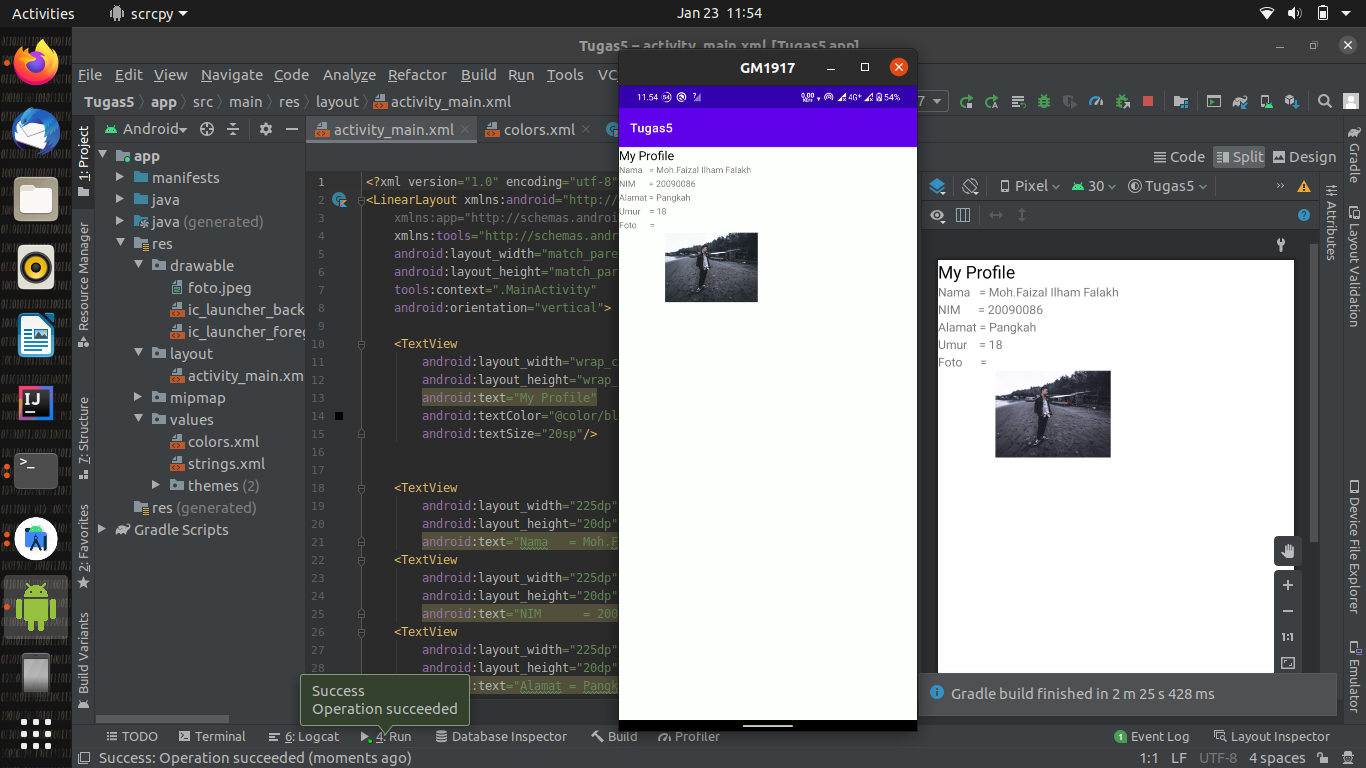 Activities
scrcpy
Jan 23 11:54
Tugas5 – activity_main.xml [Tugas5.app]
File Edit View Navigate Code Analyze Refactor Build Run Tools
Tugas5 app src main res layout activity_main.xml
Android
activity_main.xml
colors.xml
Code
Split
Design
Pixel
30
Tugas5
1: Project
Resource Manager
7: Structure
2: Favorites
Build Variants
app
manifests
java
java (generated)
res
drawable
foto.jpeg
ic_launcher_back
ic_launcher_foreg
layout
activity_main.xm
mipmap
values
colors.xml
strings.xml
themes (2)
res (generated)
Gradle Scripts
1 <?xml version="1.0" encoding="utf-8"
2 <LinearLayout xmlns:android="http://
3 xmlns:app="http://schemas.androi
4 xmlns:tools="http://schemas.andr
5 android:layout_width="match_pare
6 android:layout_height="match_par
7 tools:context=".MainActivity"
8 android:orientation="vertical">
9
10 <TextView
11 android:layout_width="wrap_c
12 android:layout_height="wrap_
13 android:text="My Profile"
14 android:textColor="@color/bl
15 android:textSize="20sp"/>
16
17
18 <TextView
19 android:layout_width="225dp"
20 android:layout_height="20dp"
21 android:text="Nama = Moh.F
22 <TextView
23 android:layout_width="225dp"
24 android:layout_height="20dp"
25 android:text="NIM = 200
26 <TextView
27 android:layout_width="225dp"
28 android:layout_height="20dp"
:text="Alamat = Pangk
GM1917
11.54
4G+
54%
Tugas5
My Profile
Nama = Moh.Faizal Ilham Falakh
NIM = 20090086
Alamat = Pangkah
Umur = 18
Foto =
My Profile
Nama = Moh.Faizal Ilham Falakh
NIM = 20090086
Alamat = Pangkah
Umur = 18
Foto =
1:1
Gradle
Attributes
Layout Validation
Device File Explorer
Emulator
Success
Operation succeeded
Gradle build finished in 2 m 25 s 428 ms
TODO
Terminal
6: Logcat
4: Run
Database Inspector
Build
Profiler
1 Event Log
Layout Inspector
Success: Operation succeeded (moments ago)
1:1 LF UTF-8 4 spaces